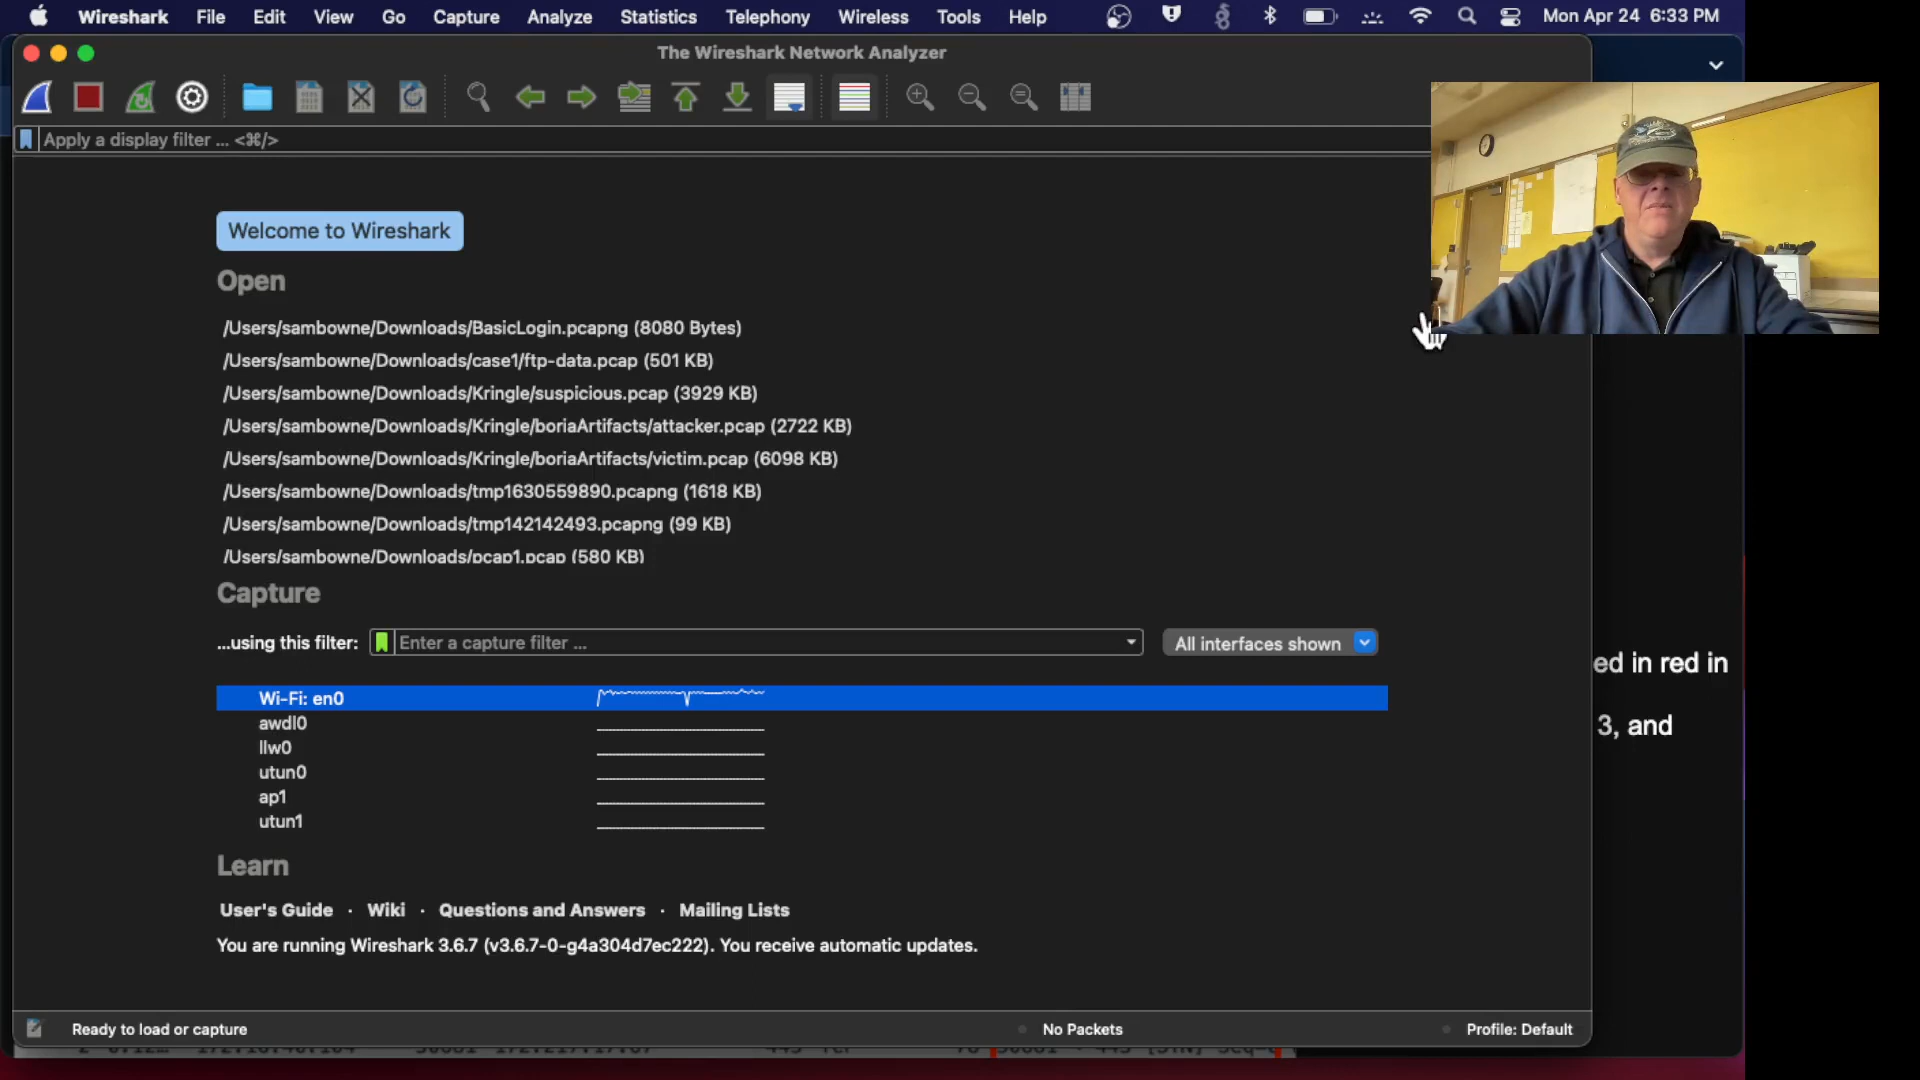 Wireshark File Edit View Go Capture Analyze Statistics Telephony Wireless Tools Help Mon Apr 24 6:33 PM
The Wireshark Network Analyzer
Apply a display filter ... <⌘/>
Welcome to Wireshark
Open
/Users/sambowne/Downloads/BasicLogin.pcapng (8080 Bytes)
/Users/sambowne/Downloads/case1/ftp-data.pcap (501 KB)
/Users/sambowne/Downloads/Kringle/suspicious.pcap (3929 KB)
/Users/sambowne/Downloads/Kringle/boriaArtifacts/attacker.pcap (2722 KB)
/Users/sambowne/Downloads/Kringle/boriaArtifacts/victim.pcap (6098 KB)
/Users/sambowne/Downloads/tmp1630559890.pcapng (1618 KB)
/Users/sambowne/Downloads/tmp142142493.pcapng (99 KB)
/Users/sambowne/Downloads/pcap1.pcap (580 KB)
Capture
...using this filter: Enter a capture filter ... All interfaces shown
ed in red in
Wi-Fi: en0
awdl0
3, and
llw0
utun0
ap1
utun1
Learn
User's Guide · Wiki · Questions and Answers · Mailing Lists
You are running Wireshark 3.6.7 (v3.6.7-0-g4a304d7ec222). You receive automatic updates.
Ready to load or capture No Packets Profile: Default